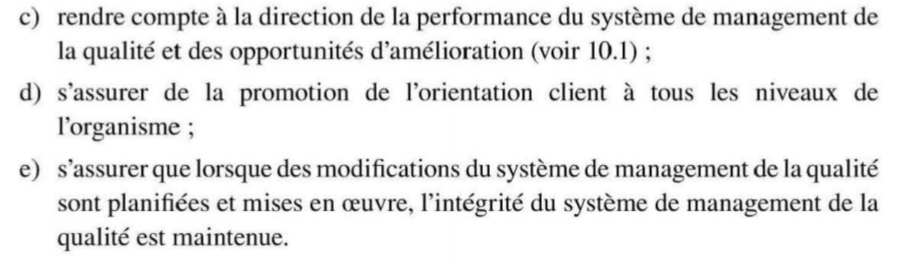 c) rendre compte à la direction de la performance du système de management de
la qualité et des opportunités d’amélioration (voir 10.1) ;
d) s’assurer de la promotion de l’orientation client à tous les niveaux de
l’organisme ;
e) s’assurer que lorsque des modifications du système de management de la qualité
sont planifiées et mises en œuvre, l’intégrité du système de management de la
qualité est maintenue.